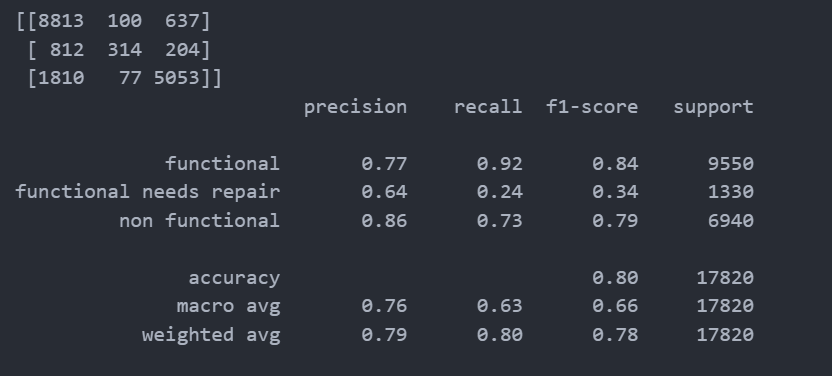 [[8813 100 637]
[ 812 314 204]
[1810 77 5053]]
precision recall f1-score support
functional 0.77 0.92 0.84 9550
functional needs repair 0.64 0.24 0.34 1330
non functional 0.86 0.73 0.79 6940
accuracy 0.80 17820
macro avg 0.76 0.63 0.66 17820
weighted avg 0.79 0.80 0.78 17820